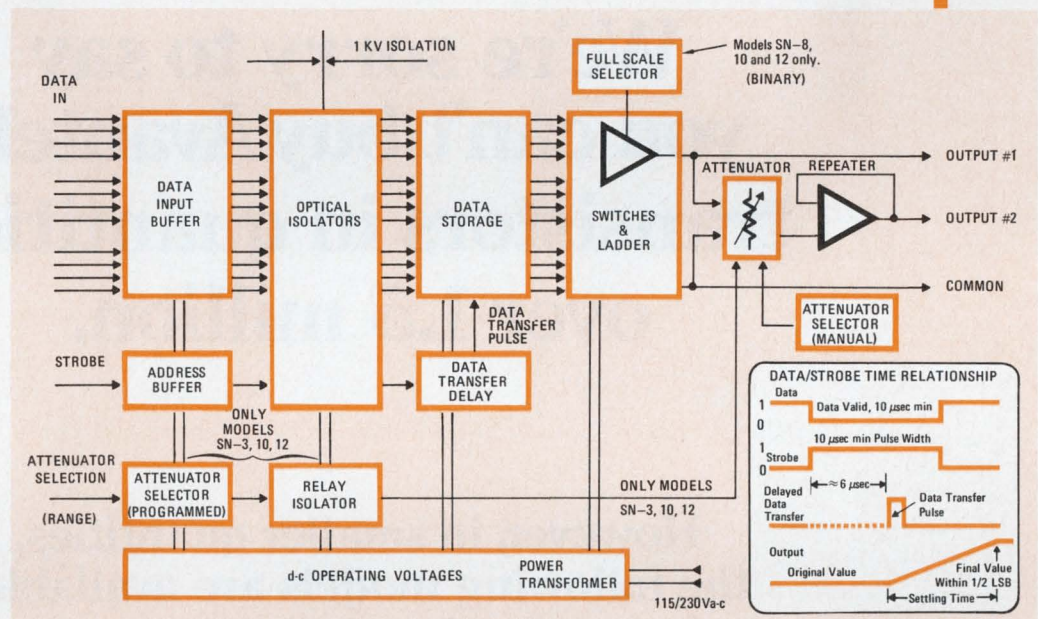 1 KV ISOLATION
Models SN–8,
10 and 12 only.
(BINARY)
FULL SCALE
SELECTOR
DATA
IN
DATA
INPUT
BUFFER
OPTICAL
ISOLATORS
DATA
STORAGE
SWITCHES
&
LADDER
ATTENUATOR
REPEATER
OUTPUT #1
OUTPUT #2
COMMON
DATA
TRANSFER
PULSE
ATTENUATOR
SELECTOR
(MANUAL)
STROBE
ADDRESS
BUFFER
DATA
TRANSFER
DELAY
ONLY
MODELS
SN–3, 10, 12
ATTENUATOR
SELECTION
(RANGE)
ATTENUATOR
SELECTOR
(PROGRAMMED)
RELAY
ISOLATOR
ONLY MODELS
SN–3, 10, 12
d-c OPERATING VOLTAGES
POWER
TRANSFORMER
115/230Va-c
DATA/STROBE TIME RELATIONSHIP
Data
1
0
Data Valid, 10 μsec min
10 μsec min Pulse Width
1
Strobe
0
≈ 6 μsec
Delayed
Data
Transfer
Data Transfer
Pulse
Output
Original Value
Final Value
Within 1/2 LSB
Settling Time